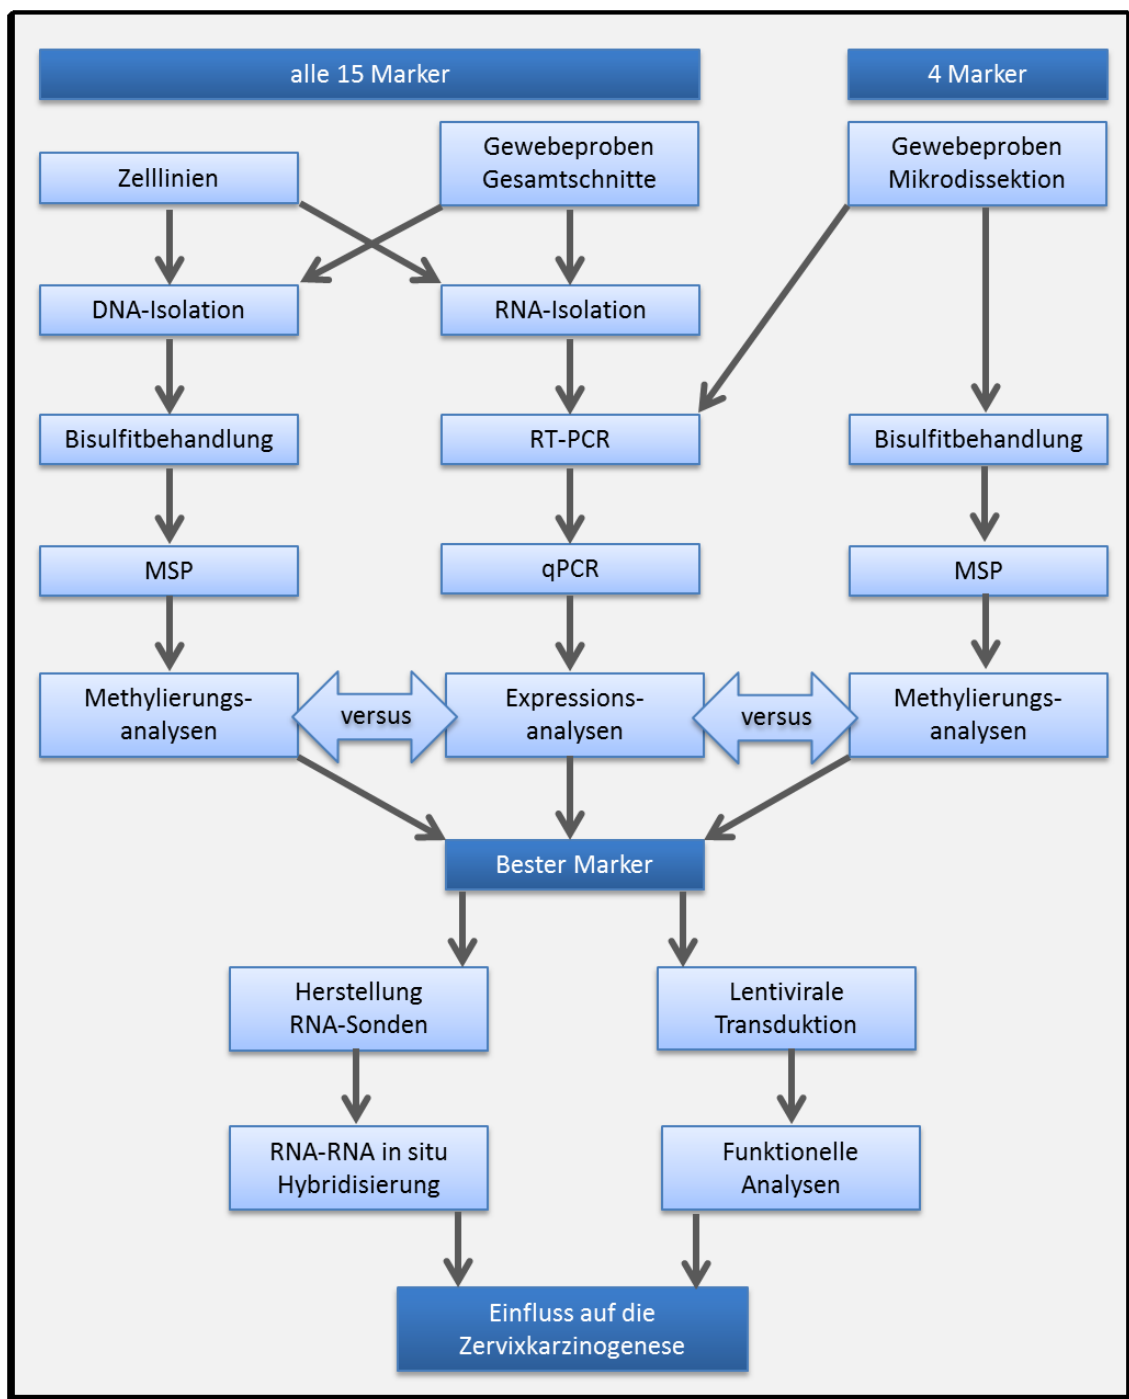 alle 15 Marker
4 Marker
Zelllinien
Gewebeproben
Gesamtschnitte
Gewebeproben
Mikrodissektion
DNA-Isolation
RNA-Isolation
Bisulfitbehandlung
RT-PCR
Bisulfitbehandlung
MSP
qPCR
MSP
Methylierungs-
analysen
versus
Expressions-
analysen
versus
Methylierungs-
analysen
Bester Marker
Herstellung
RNA-Sonden
Lentivirale
Transduktion
RNA-RNA in situ
Hybridisierung
Funktionelle
Analysen
Einfluss auf die
Zervixkarzinogenese